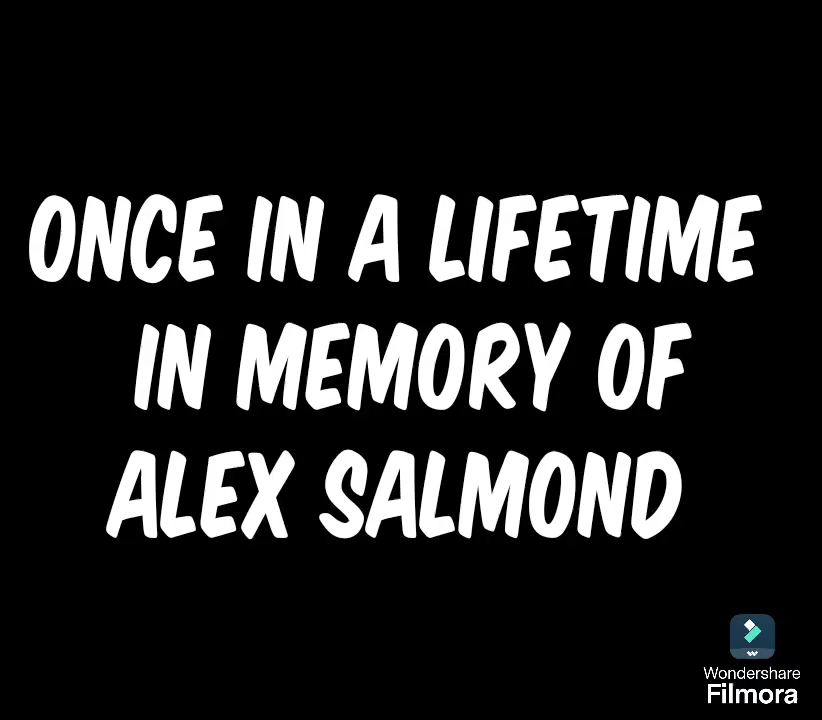 ONCE IN A LIFETIME
IN MEMORY OF
ALEX SALMOND
Wondershare
Filmora